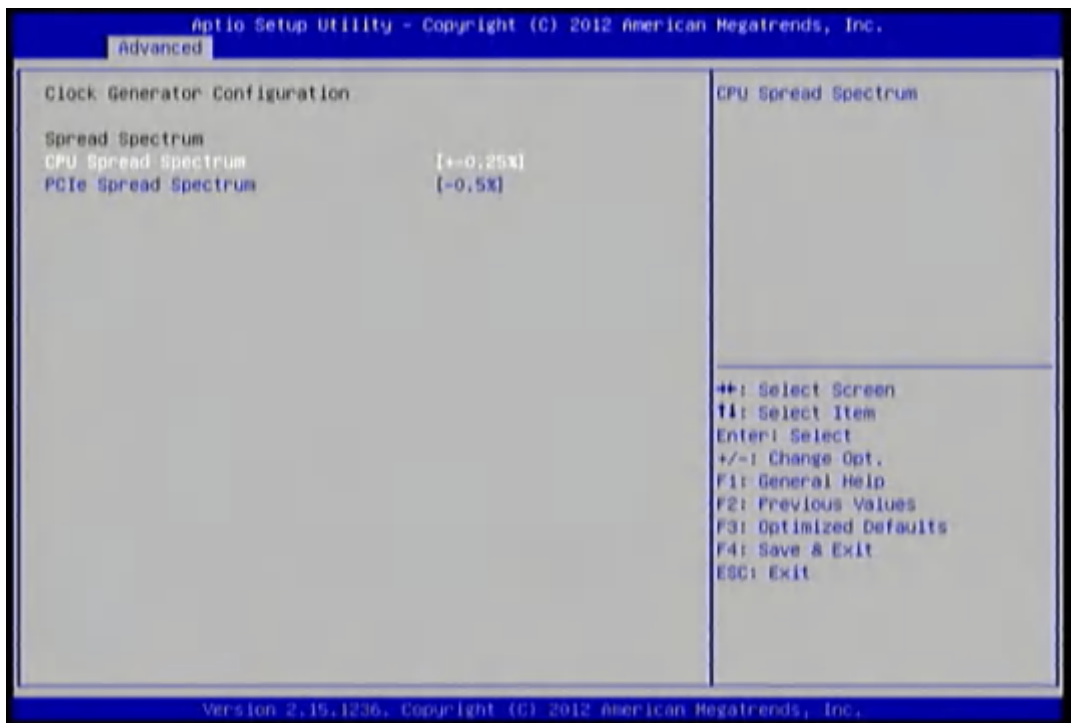 Aptio Setup Utility - Copyright (C) 2012 American Megatrends, Inc.
Advanced
Clock Generator Configuration
Spread Spectrum
CPU Spread Spectrum [+-0.25%]
PCIe Spread Spectrum [-0.5%]
CPU Spread Spectrum
→←: Select Screen
↑↓: Select Item
Enter: Select
+/-: Change Opt.
F1: General Help
F2: Previous Values
F3: Optimized Defaults
F4: Save & Exit
ESC: Exit
Version 2.15.1236. Copyright (C) 2012 American Megatrends, Inc.